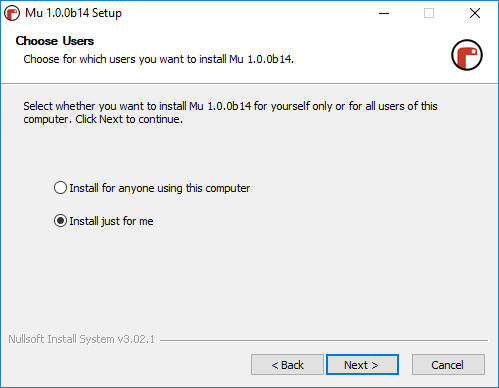 Mu 1.0.0b14 Setup
Choose Users
Choose for which users you want to install Mu 1.0.0b14.
Select whether you want to install Mu 1.0.0b14 for yourself only or for all users of this
computer. Click Next to continue.
Install for anyone using this computer
Install just for me
Nullsoft Install System v3.02.1
< Back
Next >
Cancel